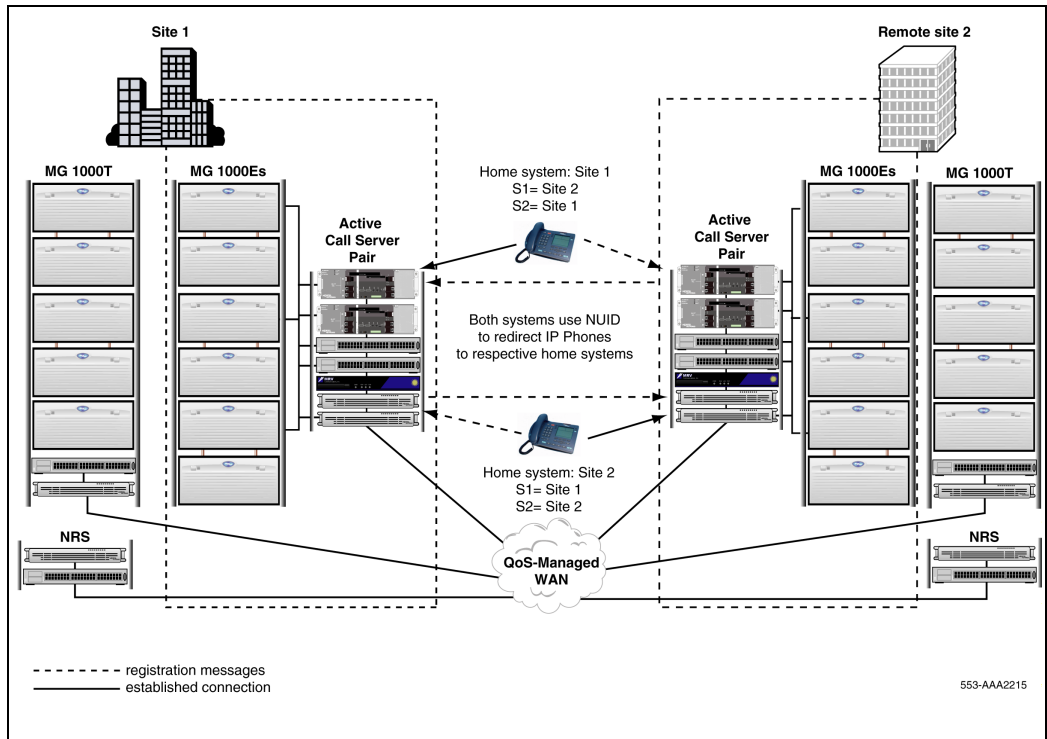 Site 1
Remote site 2
MG 1000T
MG 1000Es
Active
Call Server
Pair
Home system: Site 1
S1= Site 2
S2= Site 1
Active
Call Server
Pair
MG 1000Es
MG 1000T
Both systems use NUID
to redirect IP Phones
to respective home systems
Home system: Site 2
S1= Site 1
S2= Site 2
NRS
QoS-Managed
WAN
NRS
registration messages
established connection
553-AAA2215